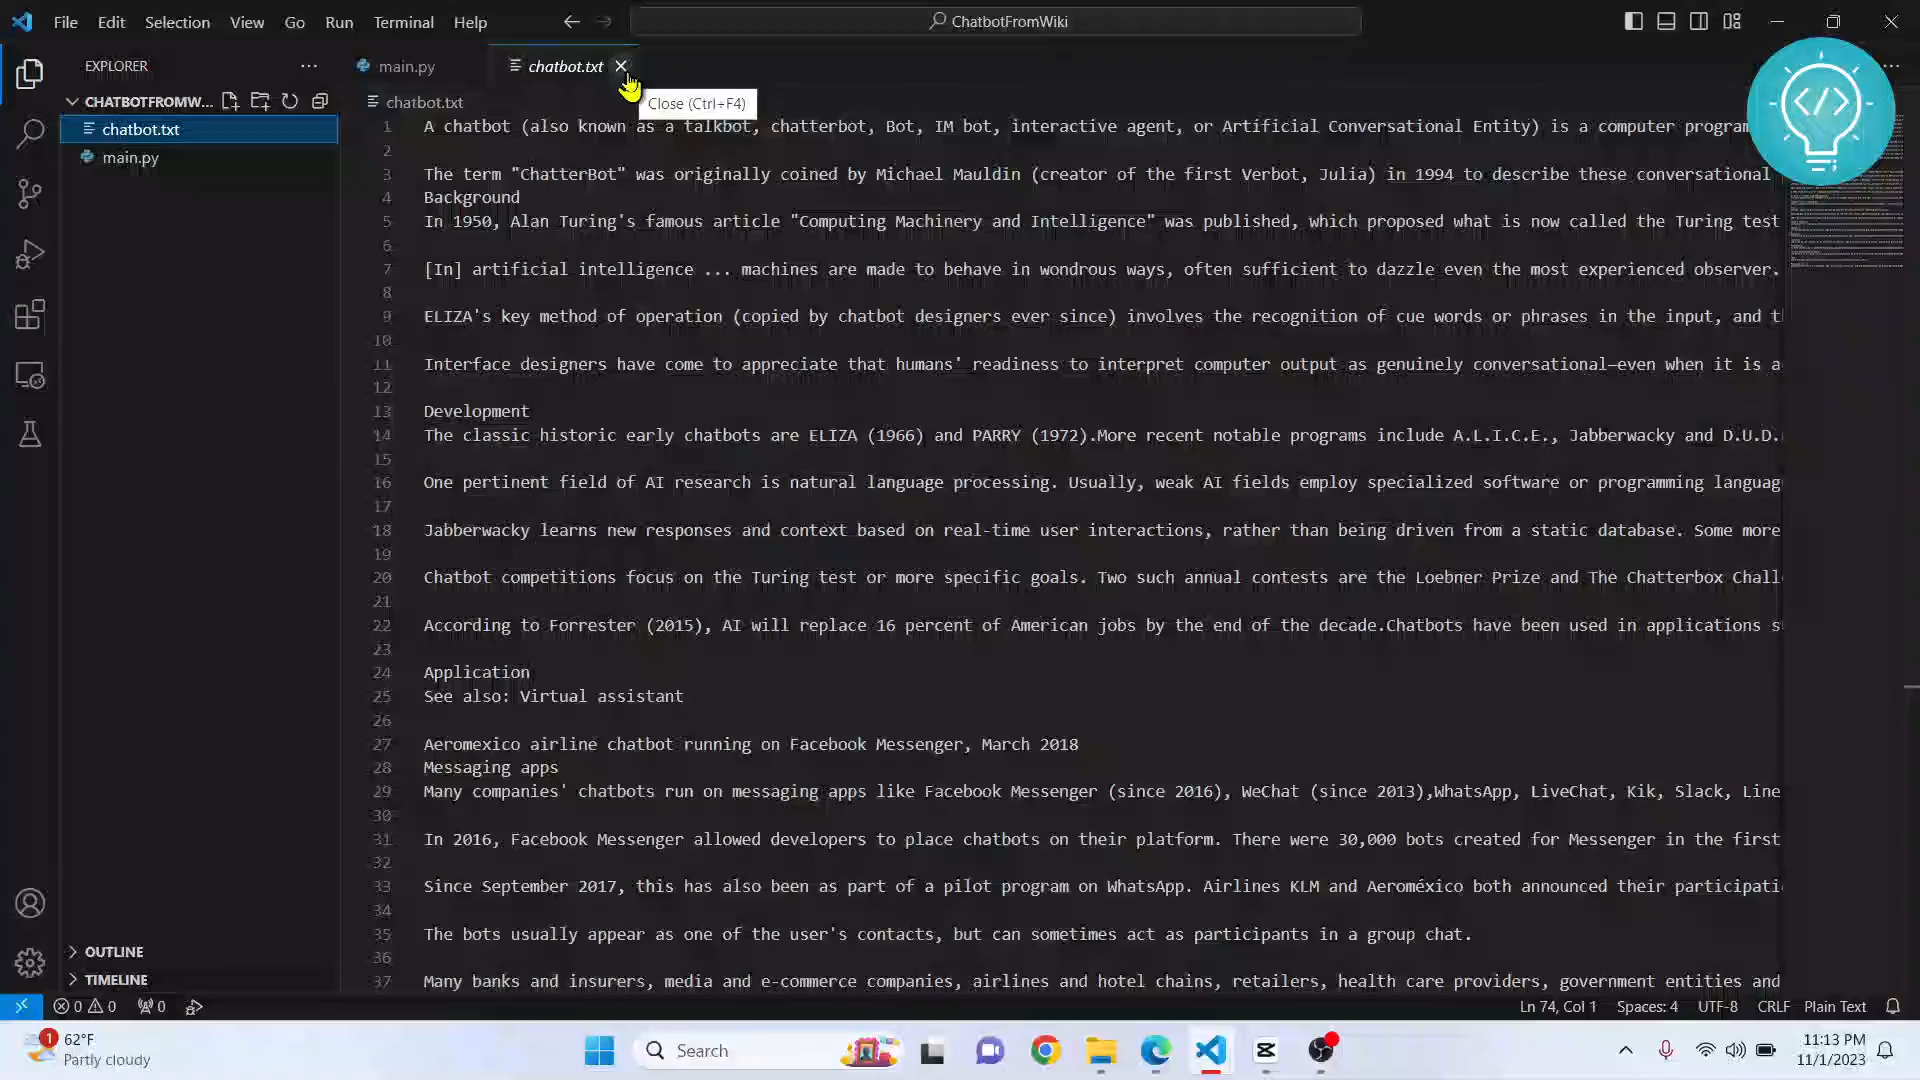 File Edit Selection View Go Run Terminal Help
ChatbotFromWiki
EXPLORER
main.py
chatbot.txt
CHATBOTFROMW...
chatbot.txt
main.py
chatbot.txt
Close (Ctrl+F4)
1 A chatbot (also known as a talkbot, chatterbot, Bot, IM bot, interactive agent, or Artificial Conversational Entity) is a computer program
2
3 The term "ChatterBot" was originally coined by Michael Mauldin (creator of the first Verbot, Julia) in 1994 to describe these conversational
4 Background
5 In 1950, Alan Turing's famous article "Computing Machinery and Intelligence" was published, which proposed what is now called the Turing test
6
7 [In] artificial intelligence ... machines are made to behave in wondrous ways, often sufficient to dazzle even the most experienced observer.
8
9 ELIZA's key method of operation (copied by chatbot designers ever since) involves the recognition of cue words or phrases in the input, and
10
11 Interface designers have come to appreciate that humans' readiness to interpret computer output as genuinely conversational—even when it is a
12
13 Development
14 The classic historic early chatbots are ELIZA (1966) and PARRY (1972).More recent notable programs include A.L.I.C.E., Jabberwacky and D.U.D.
15
16 One pertinent field of AI research is natural language processing. Usually, weak AI fields employ specialized software or programming languag
17
18 Jabberwacky learns new responses and context based on real-time user interactions, rather than being driven from a static database. Some more
19
20 Chatbot competitions focus on the Turing test or more specific goals. Two such annual contests are the Loebner Prize and The Chatterbox Chall
21
22 According to Forrester (2015), AI will replace 16 percent of American jobs by the end of the decade.Chatbots have been used in applications s
23
24 Application
25 See also: Virtual assistant
26
27 Aeromexico airline chatbot running on Facebook Messenger, March 2018
28 Messaging apps
29 Many companies' chatbots run on messaging apps like Facebook Messenger (since 2016), WeChat (since 2013),WhatsApp, LiveChat, Kik, Slack, Line
30
31 In 2016, Facebook Messenger allowed developers to place chatbots on their platform. There were 30,000 bots created for Messenger in the first
32
33 Since September 2017, this has also been as part of a pilot program on WhatsApp. Airlines KLM and Aeroméxico both announced their participati
34
35 The bots usually appear as one of the user's contacts, but can sometimes act as participants in a group chat.
36
37 Many banks and insurers, media and e-commerce companies, airlines and hotel chains, retailers, health care providers, government entities and
OUTLINE
TIMELINE
0 0 0
Ln 74, Col 1 Spaces: 4 UTF-8 CRLF Plain Text
1 62°F
Partly cloudy
Search
11:13 PM
11/1/2023